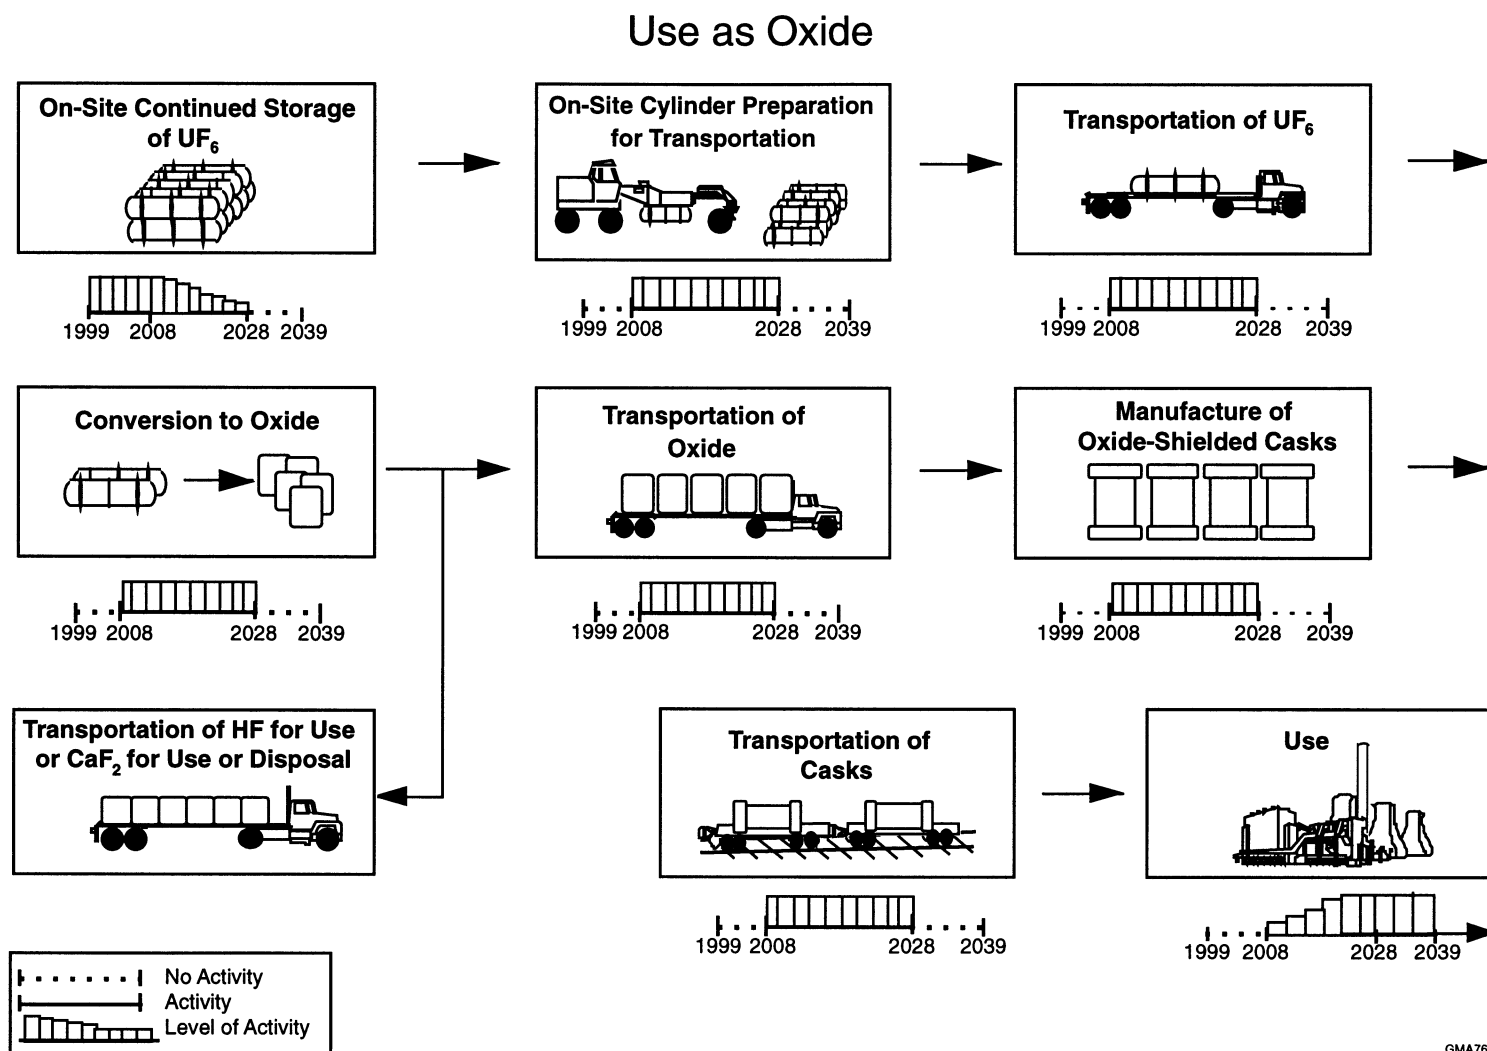 Use as Oxide
On-Site Continued Storage
of UF₆
1999 2008 2028 2039
On-Site Cylinder Preparation
for Transportation
1999 2008 2028 2039
Transportation of UF₆
1999 2008 2028 2039
Conversion to Oxide
1999 2008 2028 2039
Transportation of
Oxide
1999 2008 2028 2039
Manufacture of
Oxide-Shielded Casks
1999 2008 2028 2039
Transportation of HF for Use
or CaF₂ for Use or Disposal
Transportation of
Casks
1999 2008 2028 2039
Use
1999 2008 2028 2039
No Activity
Activity
Level of Activity
GMA76